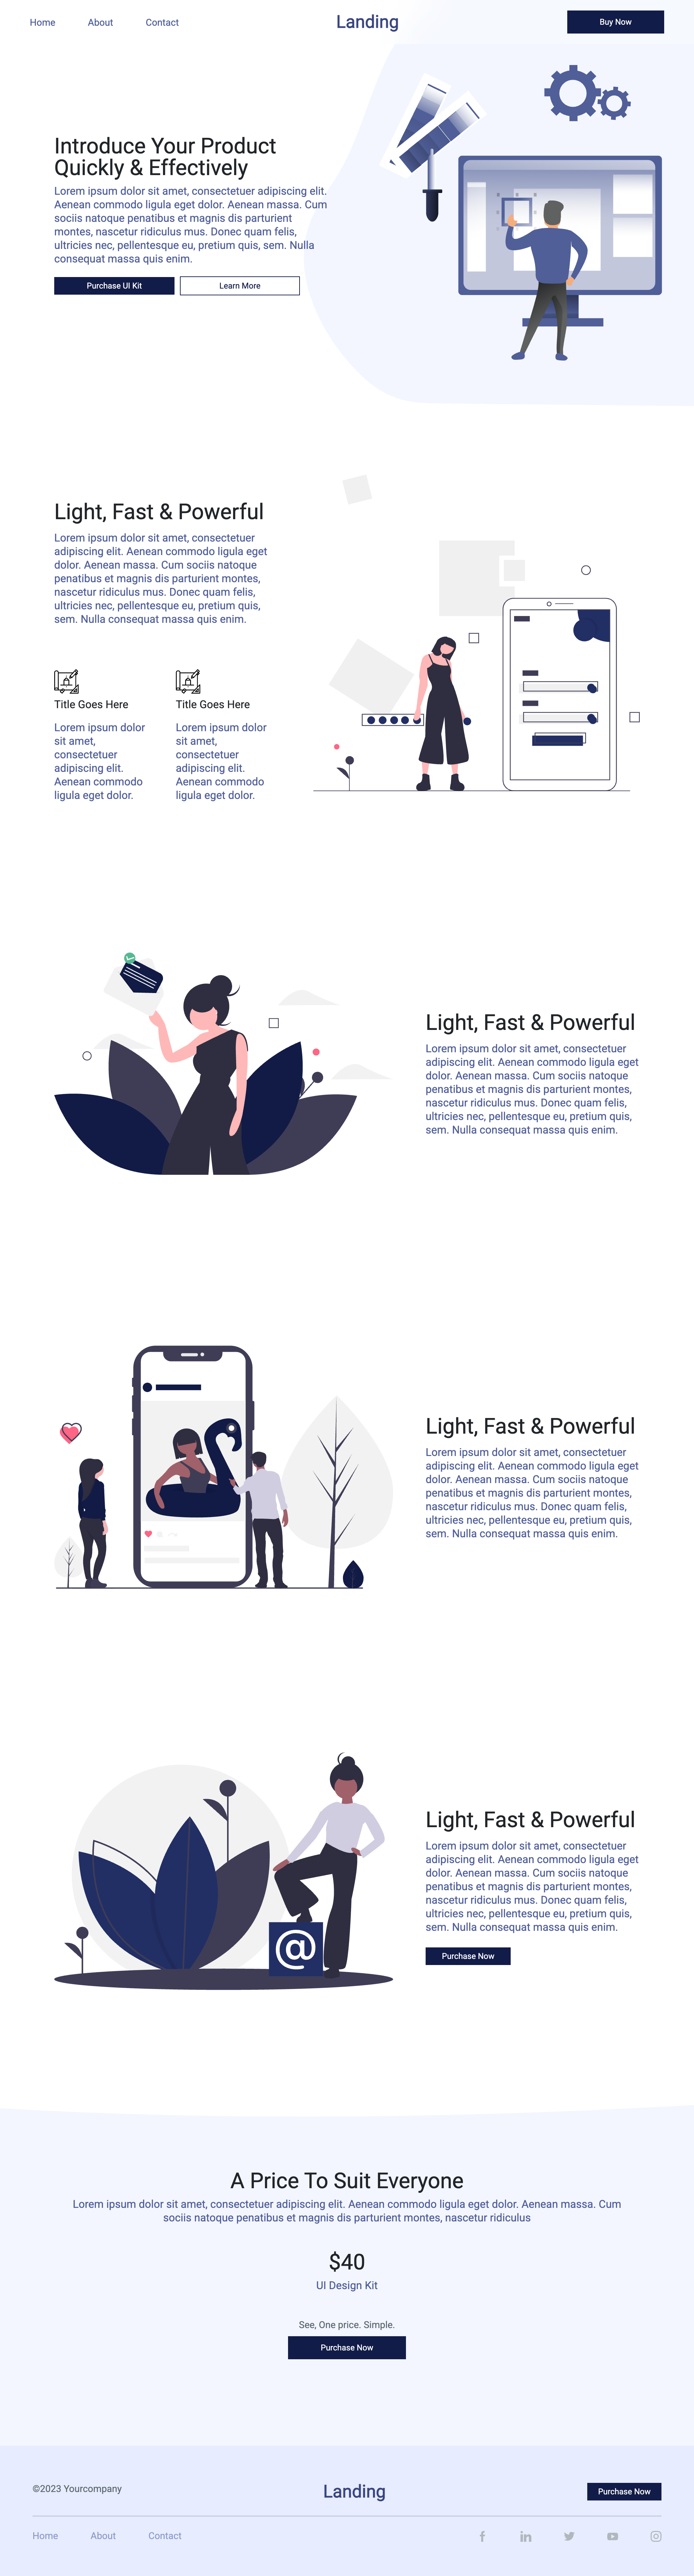 Home About Contact Landing Buy Now
Introduce Your Product
Quickly & Effectively
Lorem ipsum dolor sit amet, consectetuer adipiscing elit.
Aenean commodo ligula eget dolor. Aenean massa. Cum
sociis natoque penatibus et magnis dis parturient
montes, nascetur ridiculus mus. Donec quam felis,
ultricies nec, pellentesque eu, pretium quis, sem. Nulla
consequat massa quis enim.
Purchase UI Kit Learn More
Light, Fast & Powerful
Lorem ipsum dolor sit amet, consectetuer
adipiscing elit. Aenean commodo ligula eget
dolor. Aenean massa. Cum sociis natoque
penatibus et magnis dis parturient montes,
nascetur ridiculus mus. Donec quam felis,
ultricies nec, pellentesque eu, pretium quis,
sem. Nulla consequat massa quis enim.
Title Goes Here
Lorem ipsum dolor
sit amet,
consectetuer
adipiscing elit.
Aenean commodo
ligula eget dolor.
Title Goes Here
Lorem ipsum dolor
sit amet,
consectetuer
adipiscing elit.
Aenean commodo
ligula eget dolor.
Light, Fast & Powerful
Lorem ipsum dolor sit amet, consectetuer
adipiscing elit. Aenean commodo ligula eget
dolor. Aenean massa. Cum sociis natoque
penatibus et magnis dis parturient montes,
nascetur ridiculus mus. Donec quam felis,
ultricies nec, pellentesque eu, pretium quis,
sem. Nulla consequat massa quis enim.
Light, Fast & Powerful
Lorem ipsum dolor sit amet, consectetuer
adipiscing elit. Aenean commodo ligula eget
dolor. Aenean massa. Cum sociis natoque
penatibus et magnis dis parturient montes,
nascetur ridiculus mus. Donec quam felis,
ultricies nec, pellentesque eu, pretium quis,
sem. Nulla consequat massa quis enim.
@
Light, Fast & Powerful
Lorem ipsum dolor sit amet, consectetuer
adipiscing elit. Aenean commodo ligula eget
dolor. Aenean massa. Cum sociis natoque
penatibus et magnis dis parturient montes,
nascetur ridiculus mus. Donec quam felis,
ultricies nec, pellentesque eu, pretium quis,
sem. Nulla consequat massa quis enim.
Purchase Now
A Price To Suit Everyone
Lorem ipsum dolor sit amet, consectetuer adipiscing elit. Aenean commodo ligula eget dolor. Aenean massa. Cum
sociis natoque penatibus et magnis dis parturient montes, nascetur ridiculus
$40
UI Design Kit
See, One price. Simple.
Purchase Now
©2023 Yourcompany Landing Purchase Now
Home About Contact